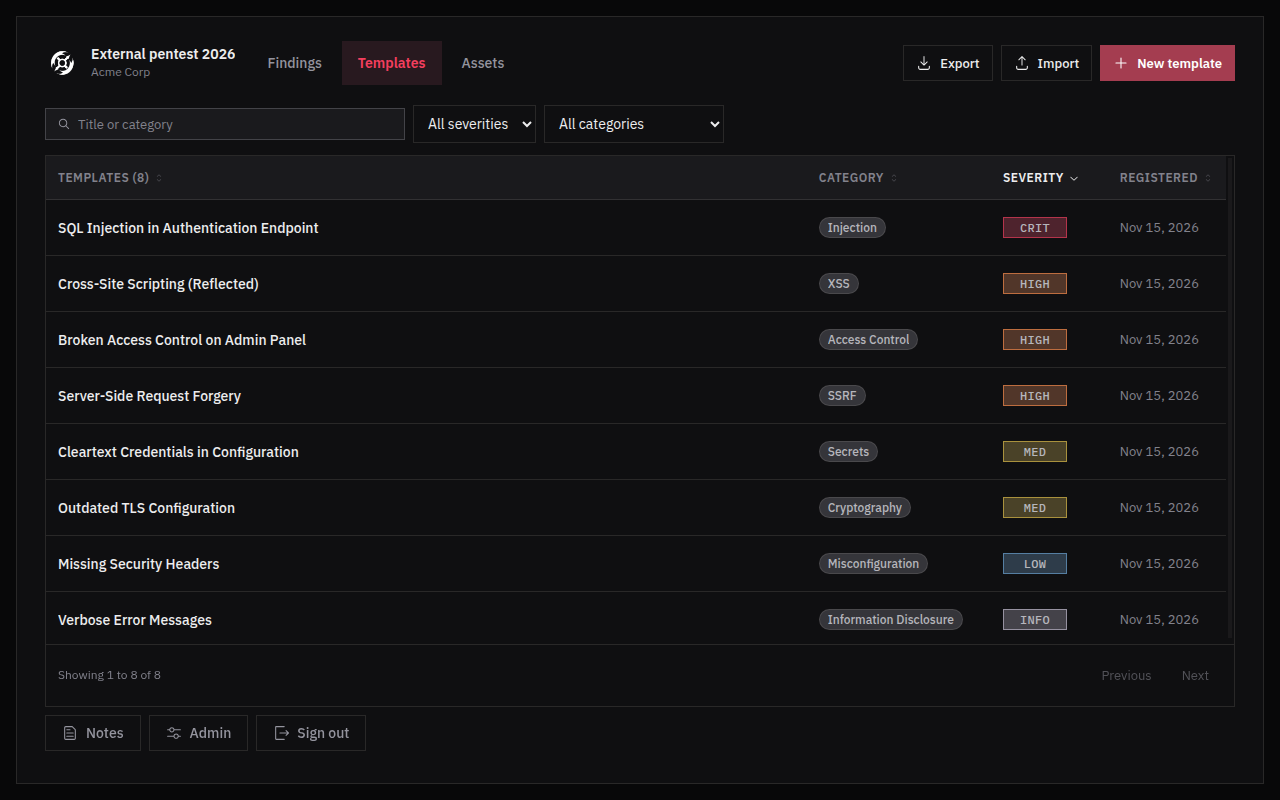 External pentest 2026
Acme Corp
Findings
Templates
Assets
Export
Import
New template
Title or category
All severities
All categories
TEMPLATES (8)
CATEGORY
SEVERITY
REGISTERED
SQL Injection in Authentication Endpoint
Injection
CRIT
Nov 15, 2026
Cross-Site Scripting (Reflected)
XSS
HIGH
Nov 15, 2026
Broken Access Control on Admin Panel
Access Control
HIGH
Nov 15, 2026
Server-Side Request Forgery
SSRF
HIGH
Nov 15, 2026
Cleartext Credentials in Configuration
Secrets
MED
Nov 15, 2026
Outdated TLS Configuration
Cryptography
MED
Nov 15, 2026
Missing Security Headers
Misconfiguration
LOW
Nov 15, 2026
Verbose Error Messages
Information Disclosure
INFO
Nov 15, 2026
Showing 1 to 8 of 8
Previous
Next
Notes
Admin
Sign out